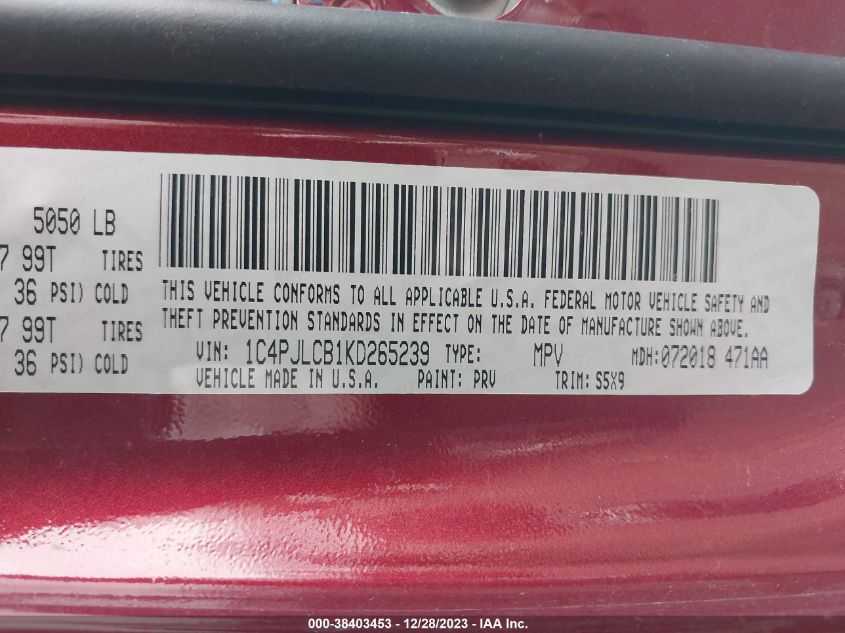 5050 LB
7 99T TIRES
36 PSI) COLD
7 99T TIRES
36 PSI) COLD
THIS VEHICLE CONFORMS TO ALL APPLICABLE U.S.A. FEDERAL MOTOR VEHICLE SAFETY AND
THEFT PREVENTION STANDARDS IN EFFECT ON THE DATE OF MANUFACTURE SHOWN ABOVE.
VIN: 1C4PJLCB1KD265239 TYPE: MPV MDH:072018 471AA
VEHICLE MADE IN U.S.A. PAINT: PRV TRIM: S5X9
000-38403453 - 12/28/2023 - IAA Inc.